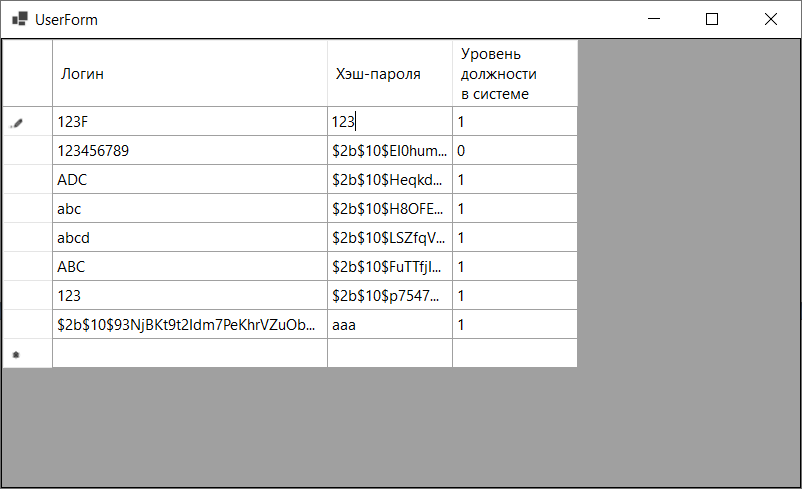 UserForm
Логин Хэш-пароля Уровень
должности
в системе
123F 123 1
123456789 $2b$10$EI0hum... 0
ADC $2b$10$Heqkd... 1
abc $2b$10$H8OFE... 1
abcd $2b$10$LSZfqV... 1
ABC $2b$10$FuTTfjI... 1
123 $2b$10$p7547... 1
$2b$10$93NjBKt9t2Idm7PeKhrVZuOb... aaa 1